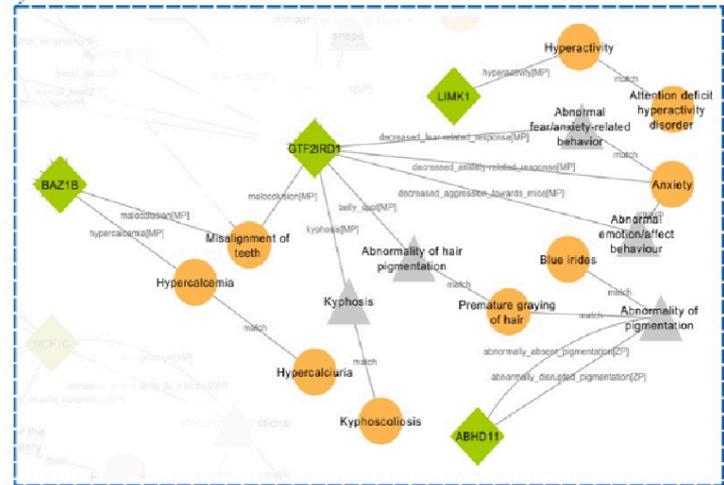 Hyperactivity
hyperactivity[MP]
match
LIMK1
Attention deficit
hyperactivity
disorder
Abnormal
fear/anxiety-related
behavior
decreased_fear-related_response[MP]
GTF2IRD1
match
decreased_anxiety-related_response[MP]
BAZ1B
Anxiety
decreased_aggression_towards_mice[MP]
malocclusion[MP]
belly_spot[MP]
malocclusion[MP]
Abnormal
emotion/affect
behaviour
hypercalcemia[MP]
kyphosis[MP]
Misalignment of
teeth
Abnormality of hair
pigmentation
Blue irides
Hypercalcemia
match
match
Kyphosis
Premature graying
of hair
match
Abnormality of
pigmentation
match
abnormally_absent_pigmentation[ZP]
match
Hypercalciuria
abnormally_disrupted_pigmentation[ZP]
Kyphoscoliosis
ABHD11